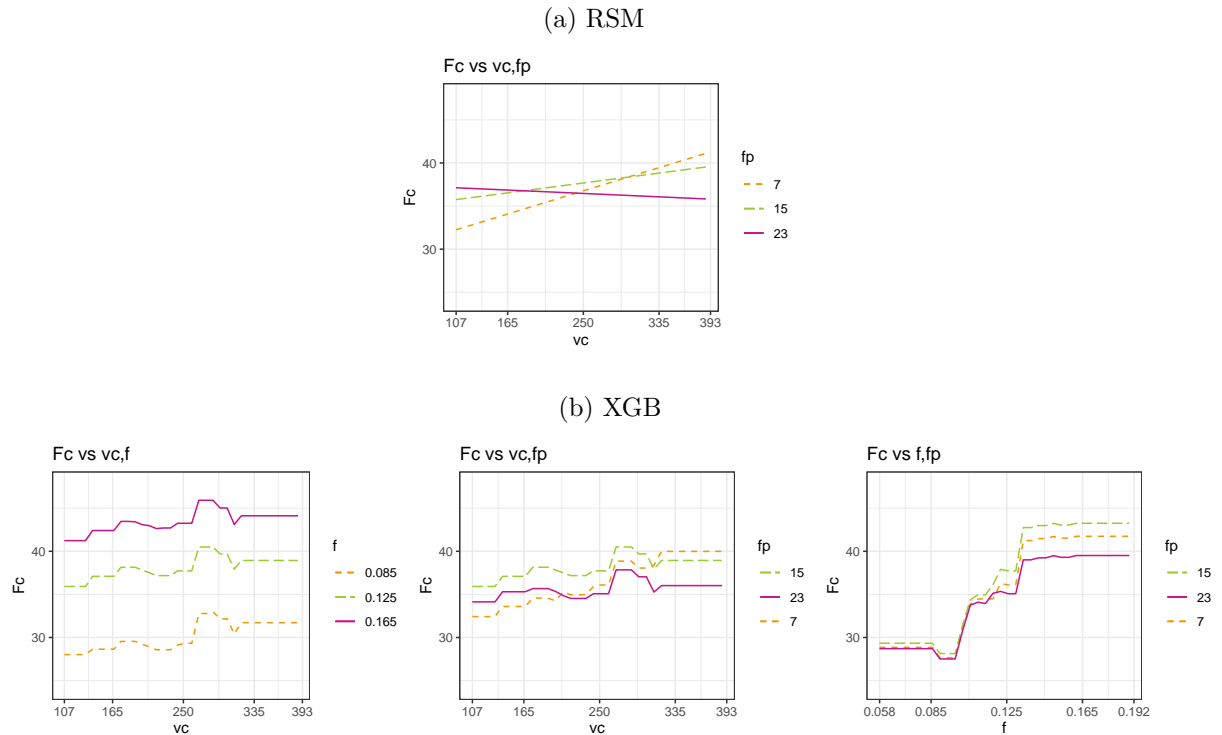 (a) RSM
Fc vs vc,fp
Fc
40
30
107 165 250 335 393
vc
fp
7
15
23
(b) XGB
Fc vs vc,f
Fc
40
30
107 165 250 335 393
vc
f
0.085
0.125
0.165
Fc vs vc,fp
Fc
40
30
107 165 250 335 393
vc
fp
15
23
7
Fc vs f,fp
Fc
40
30
0.058 0.085 0.125 0.165 0.192
f
fp
15
23
7